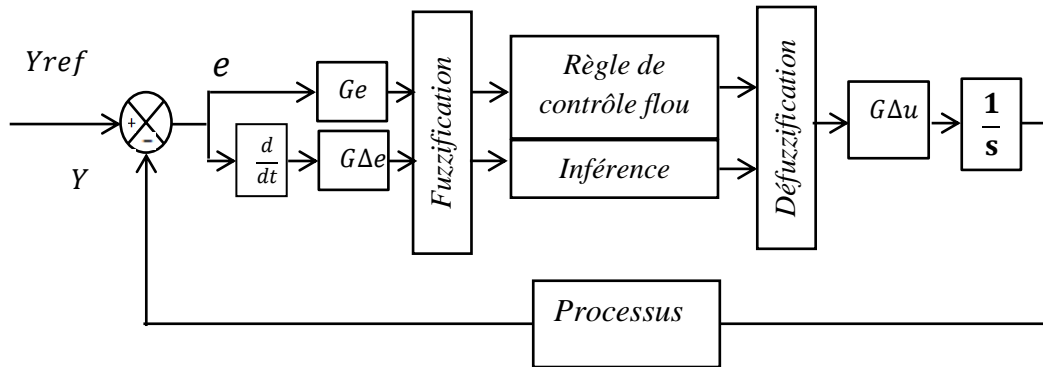 Yref
e
Y
+
-
Ge
d
dt
GΔe
Fuzzification
Règle de
contrôle flou
Inférence
Défuzzification
GΔu
1
s
Processus